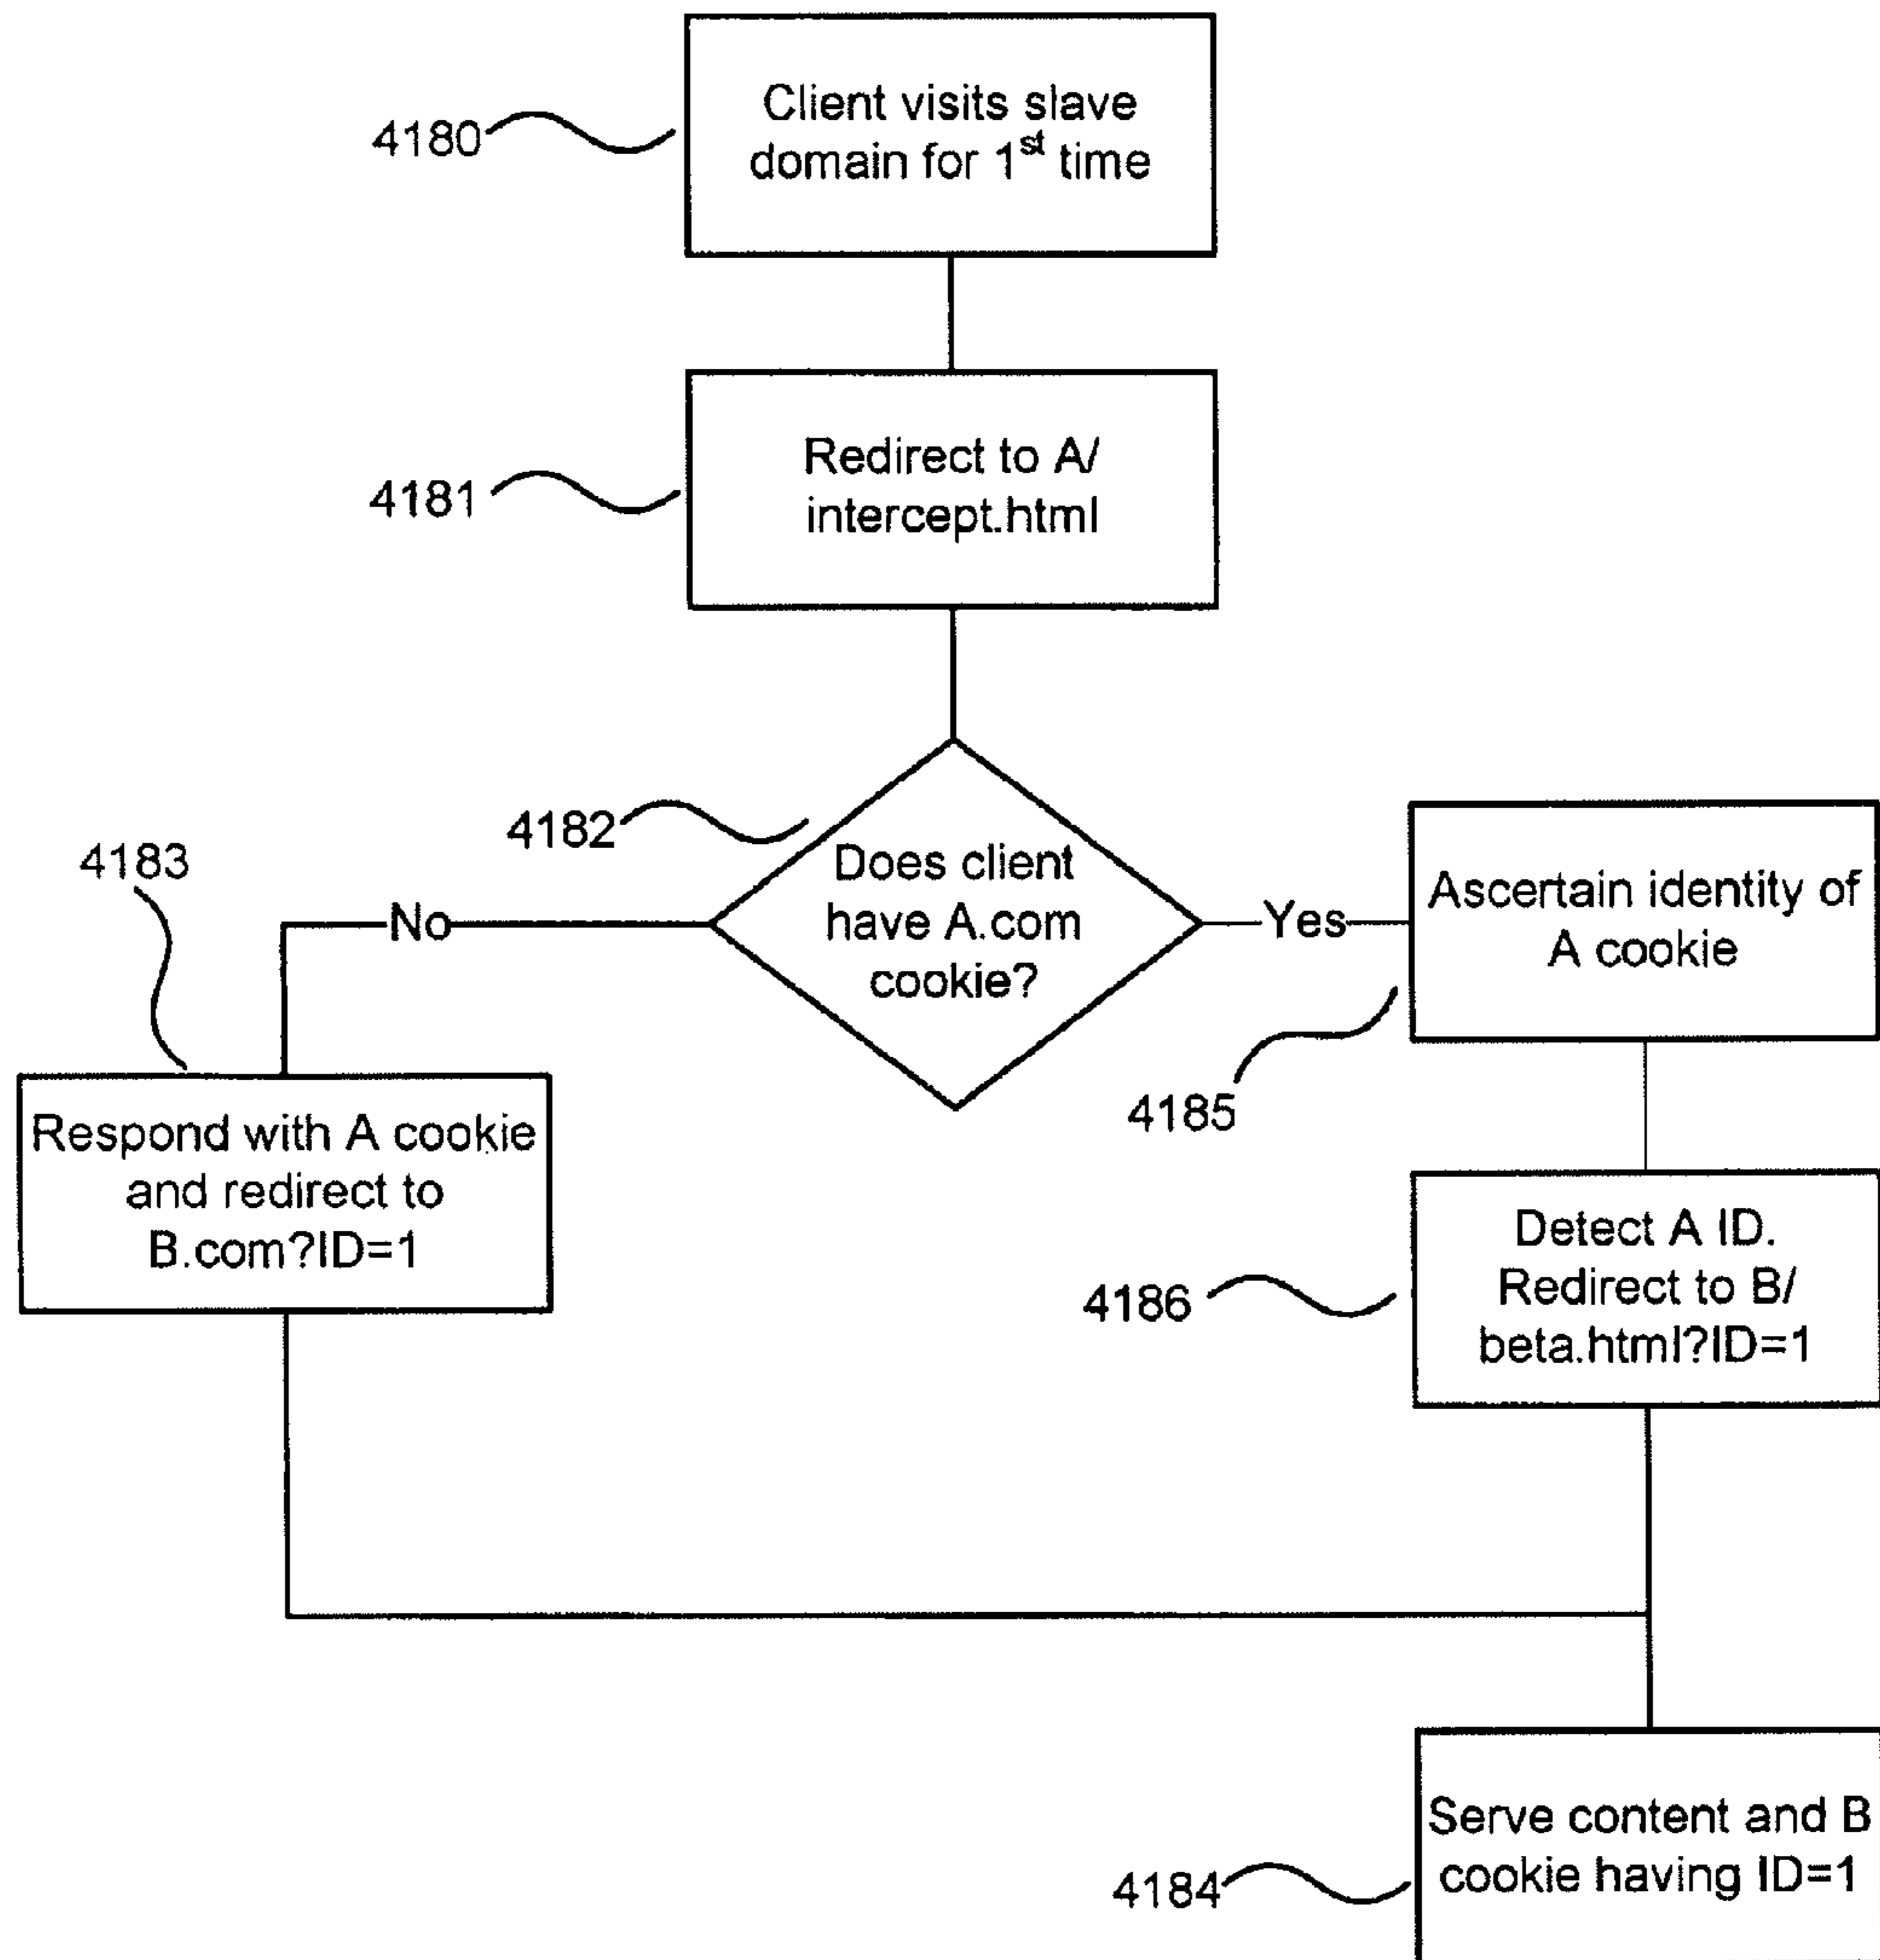 4180
Client visits slave
domain for 1st time
4181
Redirect to A/
intercept.html
4182
Does client
have A.com
cookie?
No
Yes
4183
Respond with A cookie
and redirect to
B.com?ID=1
Ascertain identity of
A cookie
4185
4186
Detect A ID.
Redirect to B/
beta.html?ID=1
4184
Serve content and B
cookie having ID=1